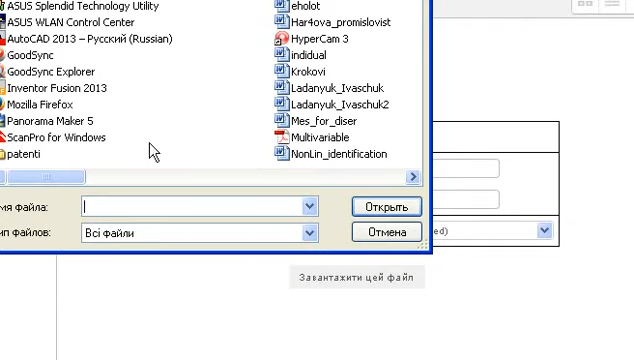 ASUS Splendid Technology Utility
ASUS WLAN Control Center
AutoCAD 2013 – Русский (Russian)
GoodSync
GoodSync Explorer
Inventor Fusion 2013
Mozilla Firefox
Panorama Maker 5
ScanPro for Windows
patenti
eholot
Har4ova_promislovist
HyperCam 3
indidual
Krokovi
Ladanyuk_Ivaschuk
Ladanyuk_Ivaschuk2
Mes_for_diser
Multivariable
NonLin_identification
мя файла:
Открыть
ип файлов:
Всі файли
Отмена
ed)
Завантажити цей файл